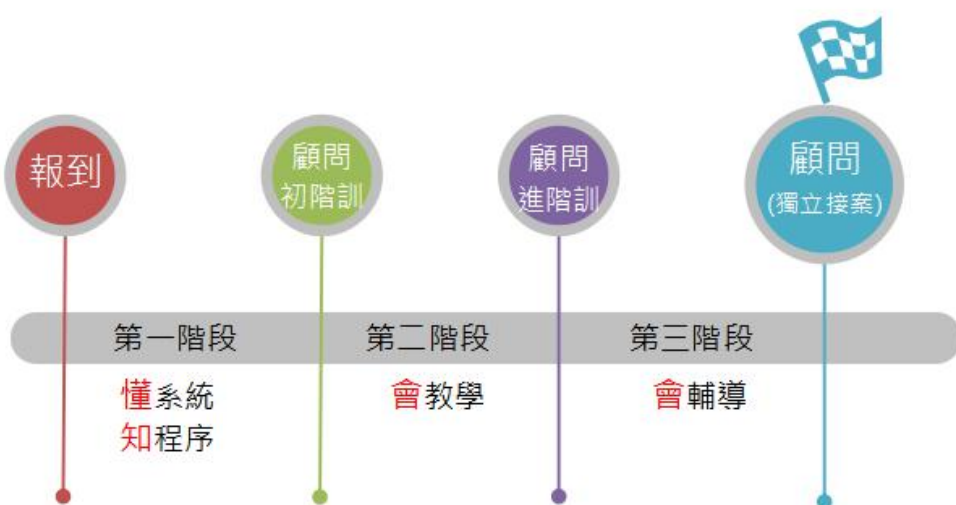 報到
顧問
初階訓
顧問
進階訓
顧問
(獨立接案)
第一階段
第二階段
第三階段
懂系統
知程序
會教學
會輔導